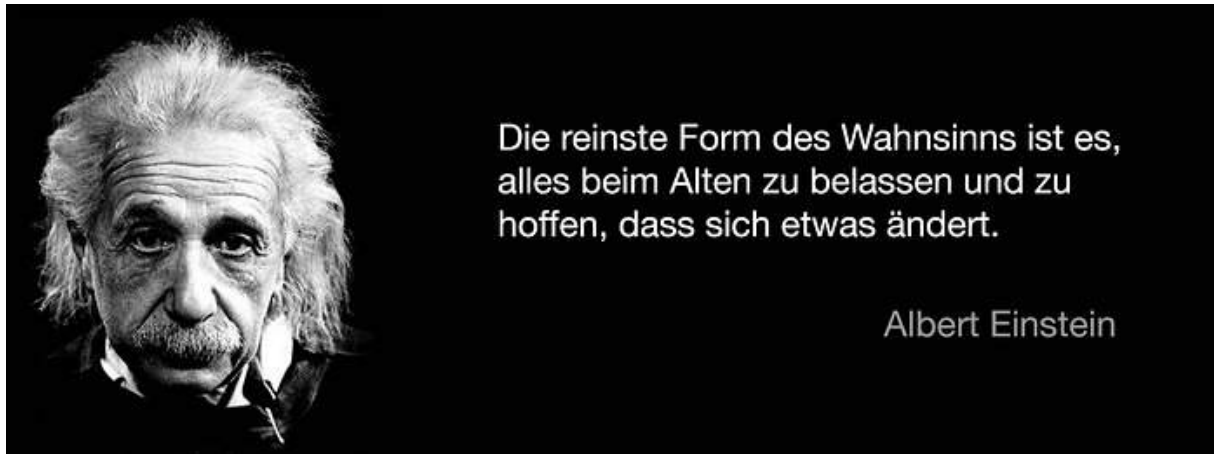 Die reinste Form des Wahnsinns ist es,
alles beim Alten zu belassen und zu
hoffen, dass sich etwas ändert.
Albert Einstein